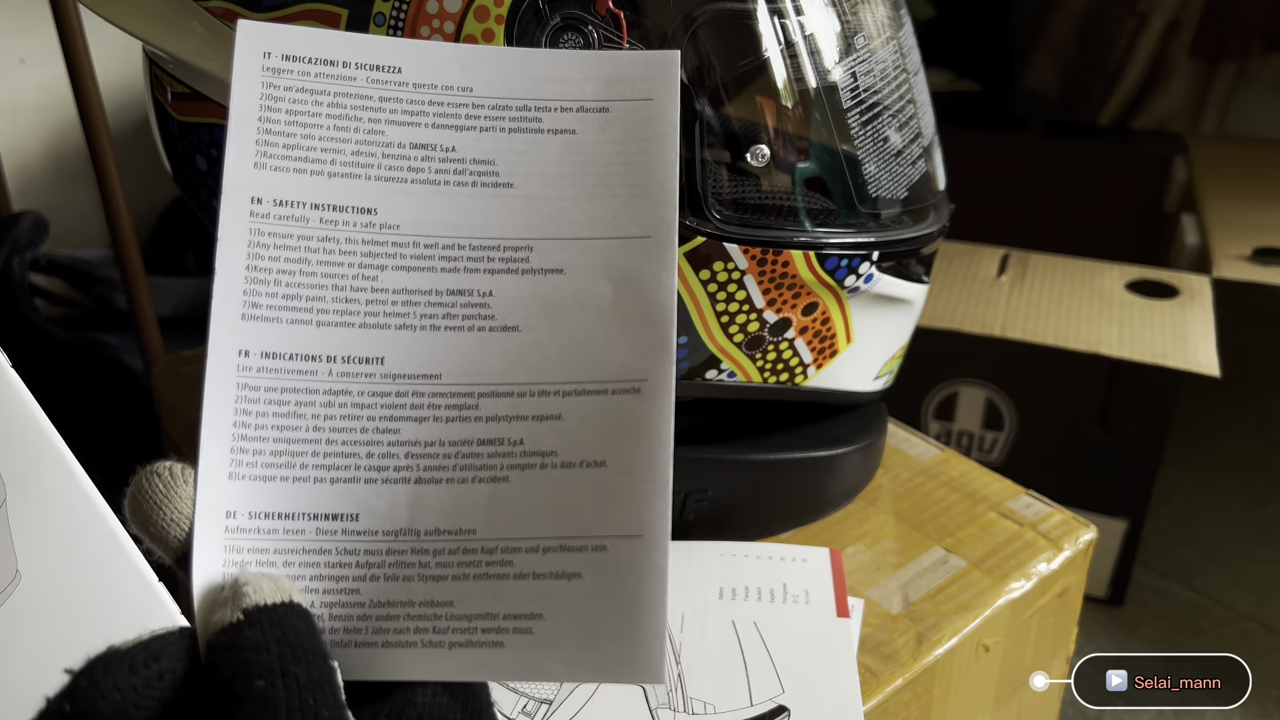 IT - INDICAZIONI DI SICUREZZA
Leggere con attenzione - Conservare queste con cura
1)Per un'adeguata protezione, questo casco deve essere ben calzato sulla testa e ben allacciato.
2)Ogni casco che abbia sostenuto un impatto violento deve essere sostituito.
3)Non apportare modifiche, non rimuovere o danneggiare parti in polistirolo espanso.
4)Non sottoporre a fonti di calore.
5)Montare solo accessori autorizzati da DAINESE S.p.A.
6)Non applicare vernici, adesivi, benzina o altri solventi chimici.
7)Raccomandiamo di sostituire il casco dopo 5 anni dall'acquisto.
8)Il casco non può garantire la sicurezza assoluta in caso di incidente.
EN - SAFETY INSTRUCTIONS
Read carefully - Keep in a safe place
1)To ensure your safety, this helmet must fit well and be fastened properly.
2)Any helmet that has been subjected to violent impact must be replaced.
3)Do not modify, remove or damage components made from expanded polystyrene.
4)Keep away from sources of heat .
5)Only fit accessories that have been authorised by DAINESE S.p.A.
6)Do not apply paint, stickers, petrol or other chemical solvents.
7)We recommend you replace your helmet 5 years after purchase.
8)Helmets cannot guarantee absolute safety in the event of an accident.
FR - INDICATIONS DE SÉCURITÉ
Lire attentivement - À conserver soigneusement
1)Pour une protection adaptée, ce casque doit être correctement positionné sur la tête et parfaitement accroché.
2)Tout casque ayant subi un impact violent doit être remplacé.
3)Ne pas modifier, ne pas retirer ou endommager les parties en polystyrène expansé.
4)Ne pas exposer à des sources de chaleur.
5)Monter uniquement des accessoires autorisés par la société DAINESE S.p.A.
6)Ne pas appliquer de peintures, de colles, d'essence ou d'autres solvants chimiques.
7)Il est conseillé de remplacer le casque après 5 années d'utilisation à compter de la date d'achat.
8)Le casque ne peut pas garantir une sécurité absolue en cas d'accident.
DE - SICHERHEITSHINWEISE
Aufmerksam lesen - Diese Hinweise sorgfältig aufbewahren
1)Für einen ausreichenden Schutz muss dieser Helm gut auf dem Kopf sitzen und geschlossen sein.
2)Jeder Helm, der einen starken Aufprall erlitten hat, muss ersetzt werden.
anbringen und die Teile aus Styropor nicht entfernen oder beschädigen.
aussetzen.
A. zugelassene Zubehörteile einbauen.
Benzin oder andere chemische Lösungsmittel anwenden.
der Helm 5 Jahre nach dem Kauf ersetzt werden muss.
Unfall keinen absoluten Schutz gewährleisten.
AGV
English
Français
Deutsch
Español
Português
Selai_mann